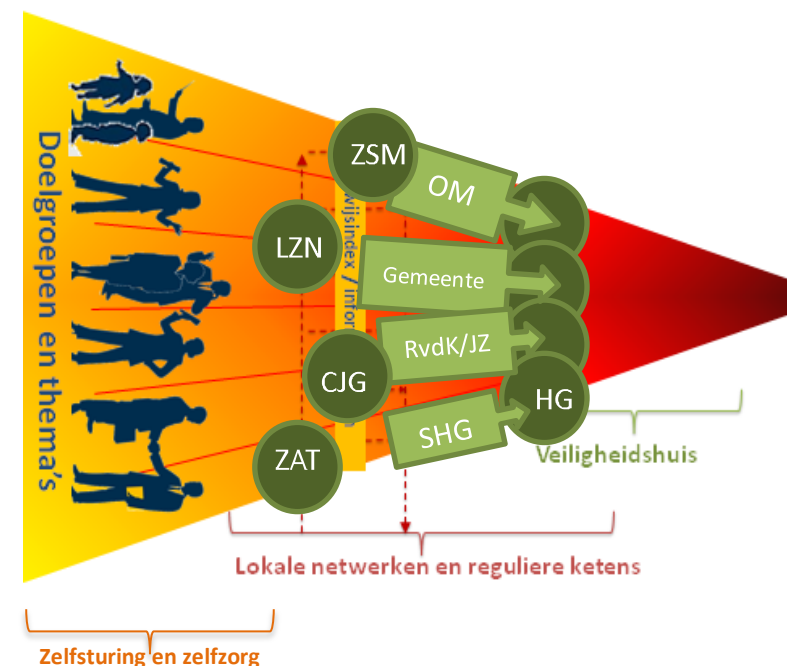 Doelgroepen en thema's
ZSM
OM
LZN
Gemeente
RvdK/JZ
CJG
HG
SHG
ZAT
Veiligheidshuis
Lokale netwerken en reguliere ketens
Zelfsturing en zelfzorg